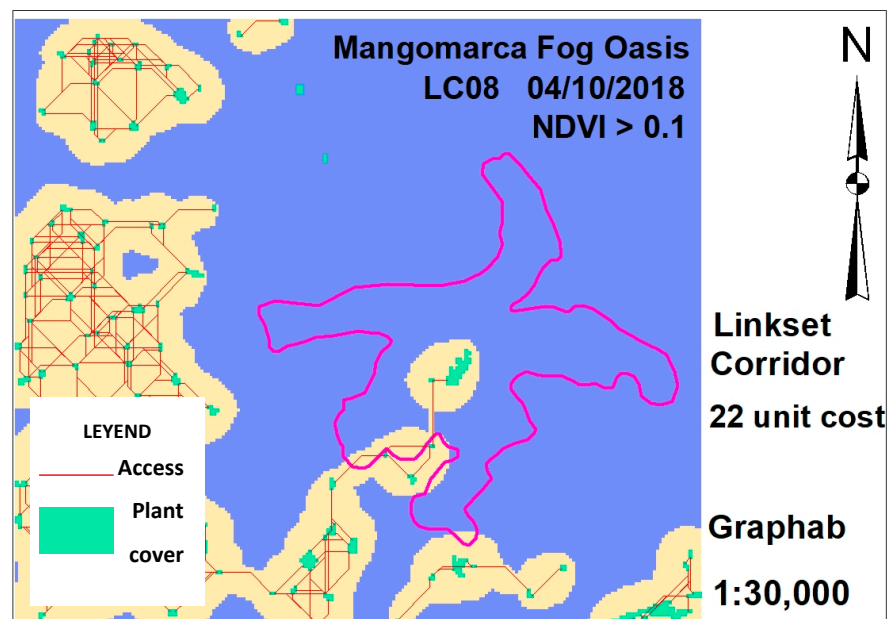 Mangomarca Fog Oasis
LC08 04/10/2018
NDVI > 0.1
N
Linkset
Corridor
22 unit cost
LEYEND
Access
Plant
cover
Graphab
1:30,000